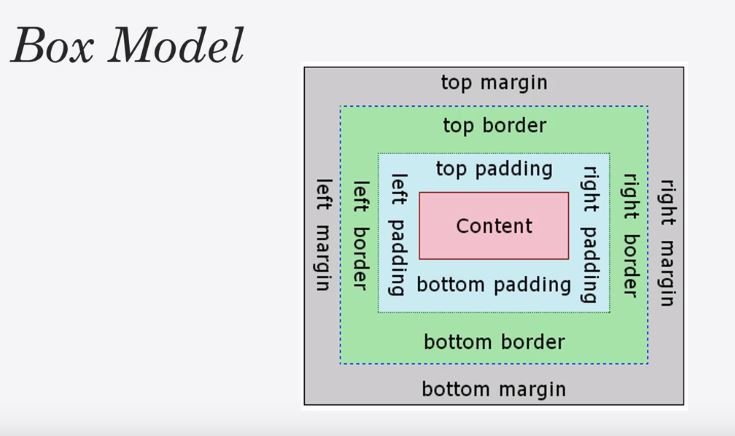 Box Model
top margin
top border
top padding
left margin
left border
left padding
Content
right padding
right border
right margin
bottom padding
bottom border
bottom margin